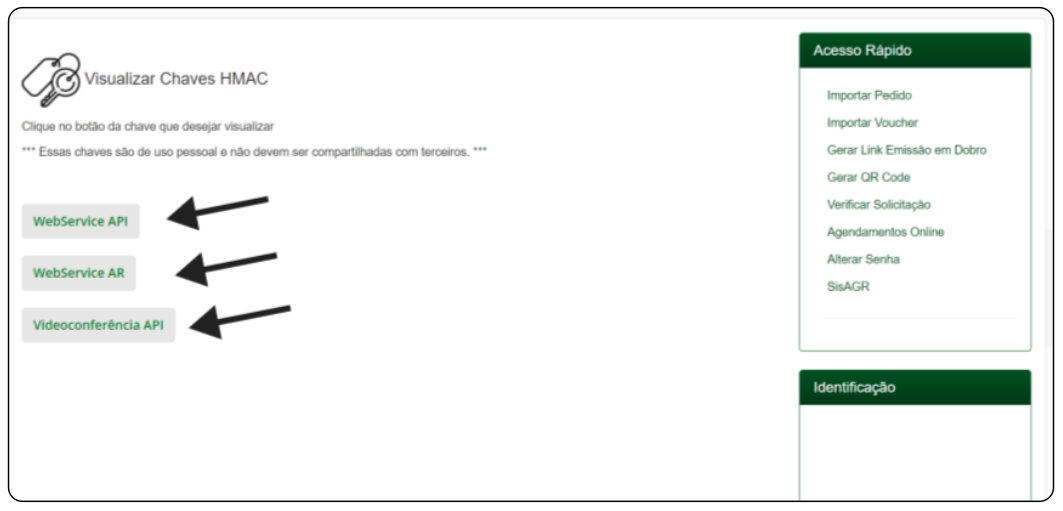 Visualizar Chaves HMAC
Clique no botão da chave que desejar visualizar
*** Essas chaves são de uso pessoal e não devem ser compartilhadas com terceiros. ***
WebService API
WebService AR
Videoconferência API
Acesso Rápido
Importar Pedido
Importar Voucher
Gerar Link Emissão em Dobro
Gerar QR Code
Verificar Solicitação
Agendamentos Online
Alterar Senha
SisAGR
Identificação